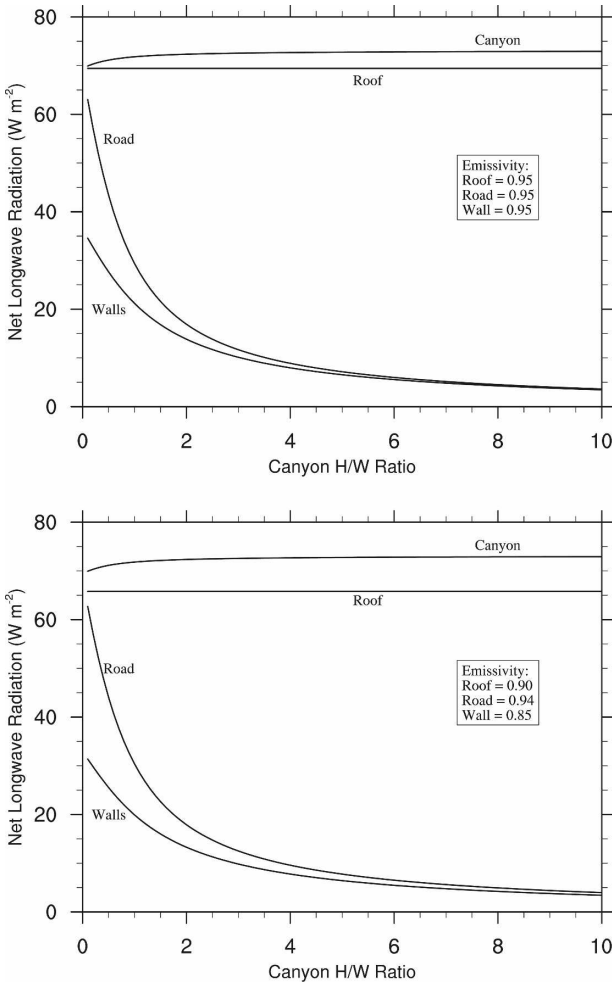 80
60
40
20
0
Net Longwave Radiation (W m-2)
Canyon
Roof
Road
Walls
Emissivity:
Roof = 0.95
Road = 0.95
Wall = 0.95
0 2 4 6 8 10
Canyon H/W Ratio
80
60
40
20
0
Net Longwave Radiation (W m-2)
Canyon
Roof
Road
Walls
Emissivity:
Roof = 0.90
Road = 0.94
Wall = 0.85
0 2 4 6 8 10
Canyon H/W Ratio